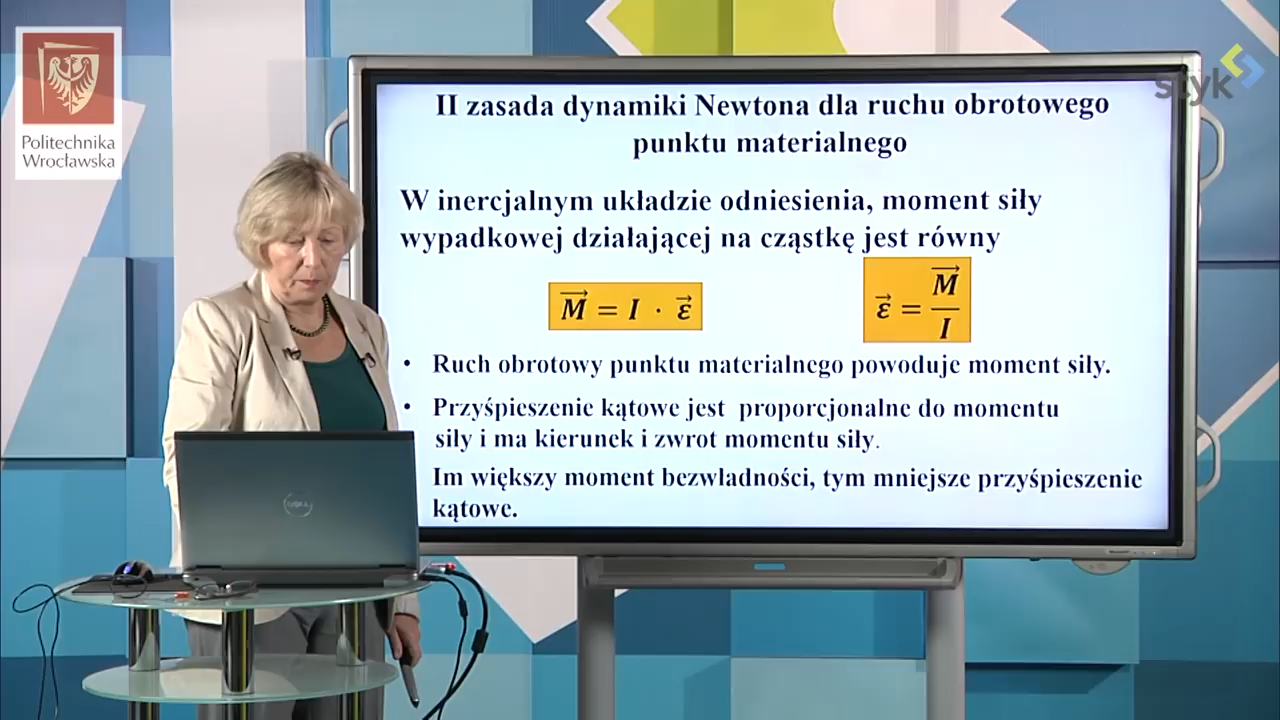 Politechnika
Wrocławska
styk
II zasada dynamiki Newtona dla ruchu obrotowego
punktu materialnego
W inercjalnym układzie odniesienia, moment siły
wypadkowej działającej na cząstkę jest równy
M⃗ = I · ε⃗
ε⃗ = M⃗ / I
• Ruch obrotowy punktu materialnego powoduje moment siły.
• Przyśpieszenie kątowe jest proporcjonalne do momentu
siły i ma kierunek i zwrot momentu siły.
Im większy moment bezwładności, tym mniejsze przyśpieszenie
kątowe.
DELL